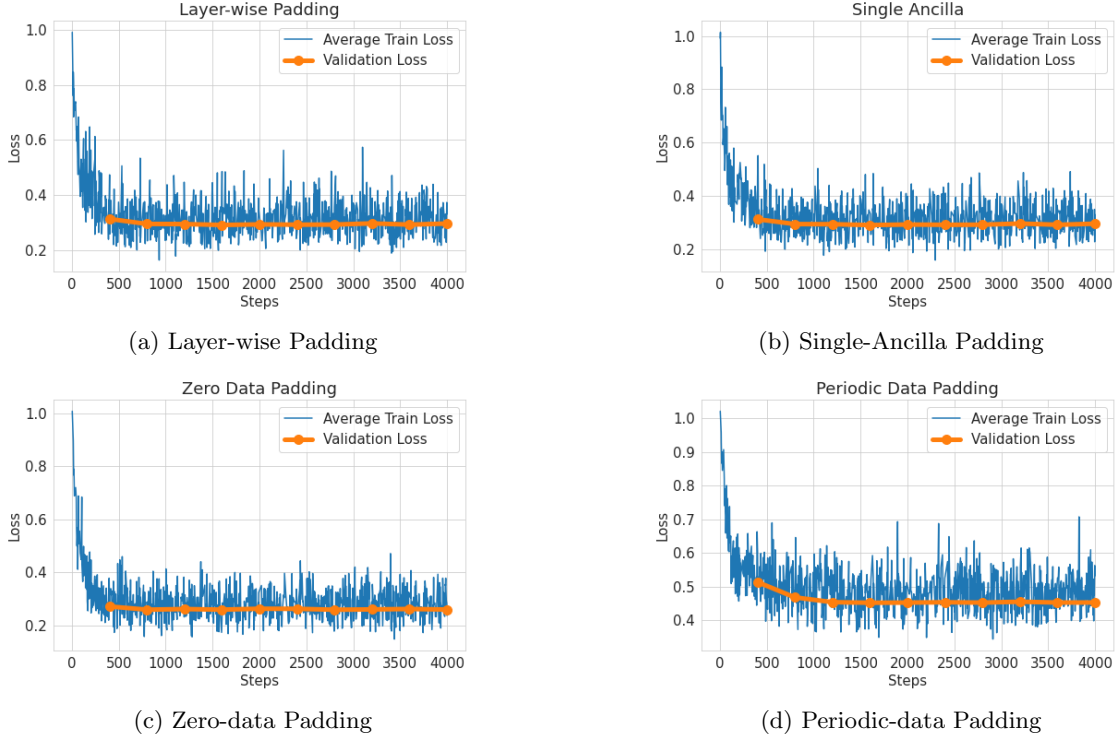 Layer-wise Padding
1.0
0.8
0.6
0.4
0.2
Loss
Average Train Loss
Validation Loss
0 500 1000 1500 2000 2500 3000 3500 4000
Steps
(a) Layer-wise Padding
Single Ancilla
1.0
0.8
0.6
0.4
0.2
Loss
Average Train Loss
Validation Loss
0 500 1000 1500 2000 2500 3000 3500 4000
Steps
(b) Single-Ancilla Padding
Zero Data Padding
1.0
0.8
0.6
0.4
0.2
Loss
Average Train Loss
Validation Loss
0 500 1000 1500 2000 2500 3000 3500 4000
Steps
(c) Zero-data Padding
Periodic Data Padding
1.0
0.9
0.8
0.7
0.6
0.5
0.4
Loss
Average Train Loss
Validation Loss
0 500 1000 1500 2000 2500 3000 3500 4000
Steps
(d) Periodic-data Padding